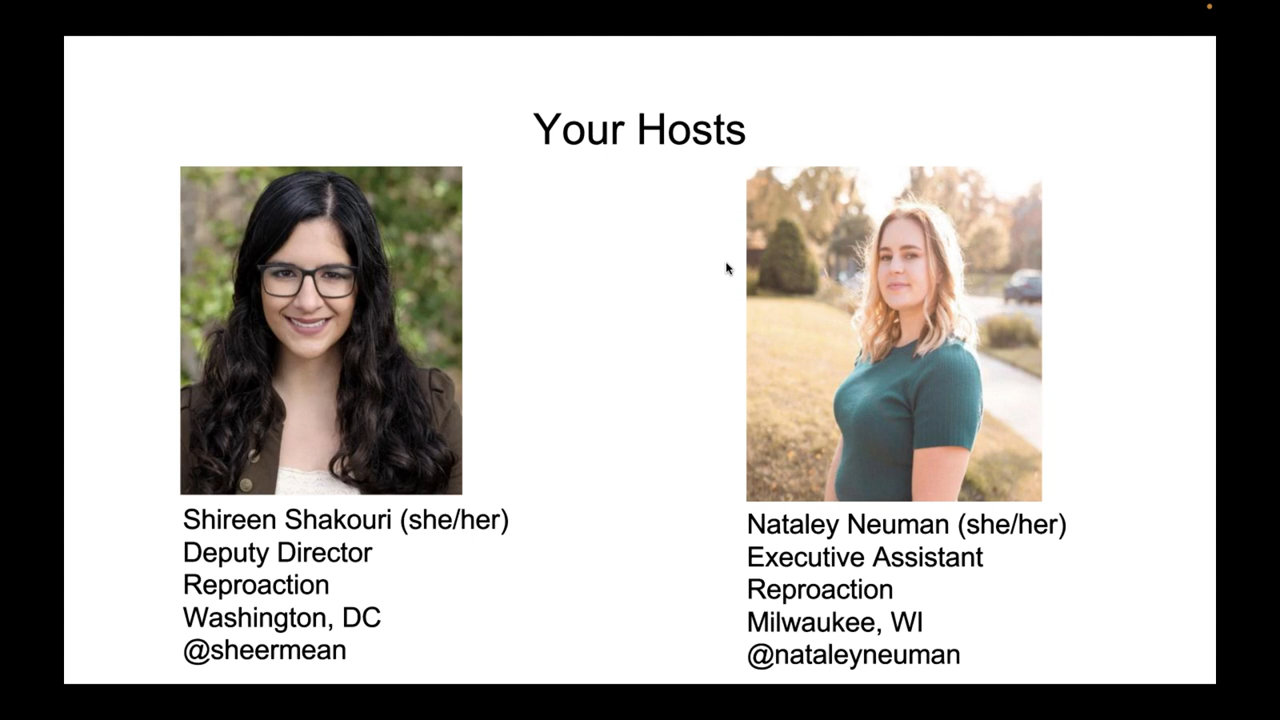 Your Hosts
Shireen Shakouri (she/her)
Deputy Director
Reproaction
Washington, DC
@sheermean
Nataley Neuman (she/her)
Executive Assistant
Reproaction
Milwaukee, WI
@nataleyneuman